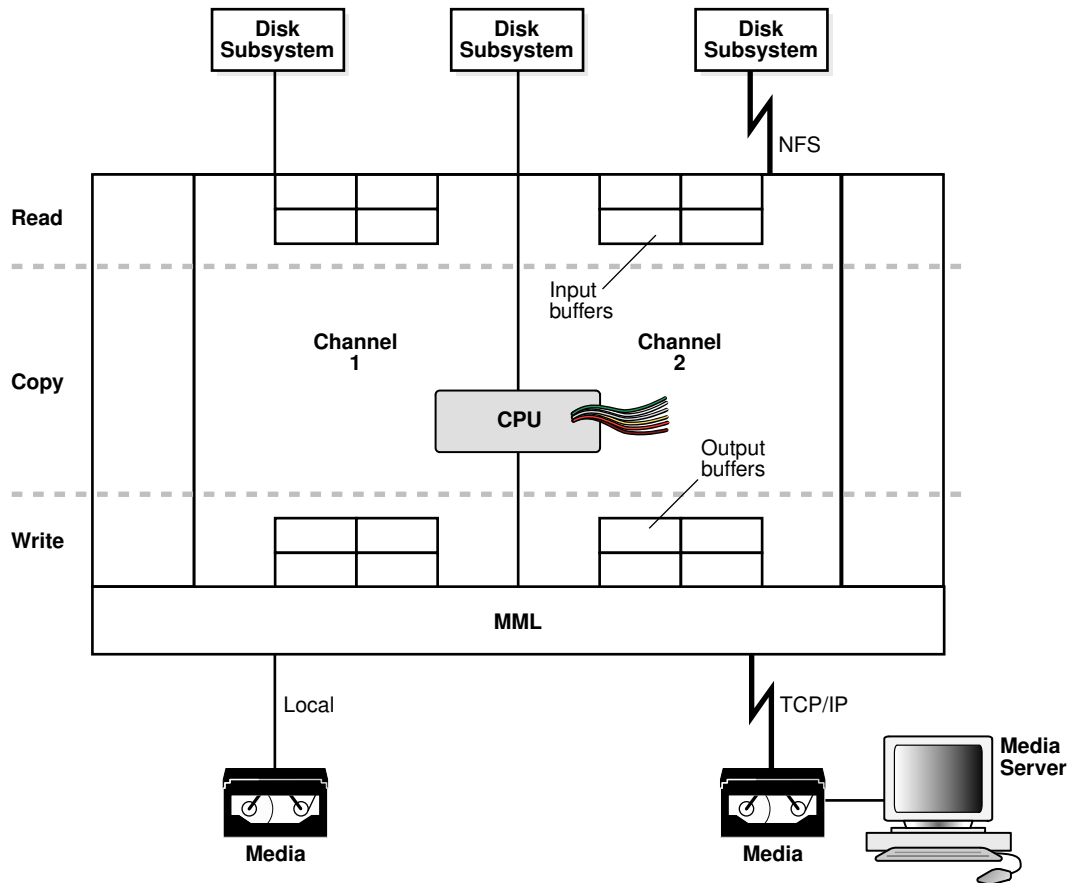 Disk
Subsystem
Disk
Subsystem
Disk
Subsystem
NFS
Read
Input
buffers
Channel
1
Channel
2
Copy
CPU
Output
buffers
Write
MML
Local
TCP/IP
Media
Server
Media
Media